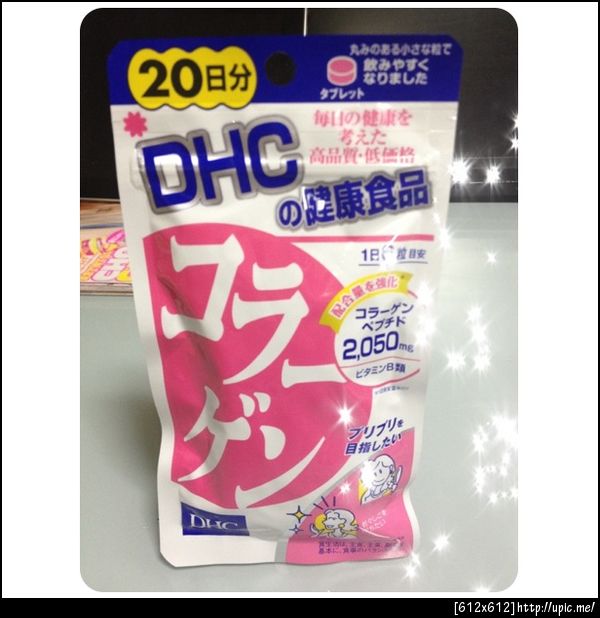 丸みのある小さな粒で
飲みやすく
なりました
タブレット
20日分
毎日の健康を
考えた
高品質・低価格
DHC
の健康食品
1日
粒目安
配合量を強化
コラーゲン
ペプチド
2,050mg
ビタミンB類
コラーゲン
プリプリを
目指したい
DHC
[612x612]http://upic.me/